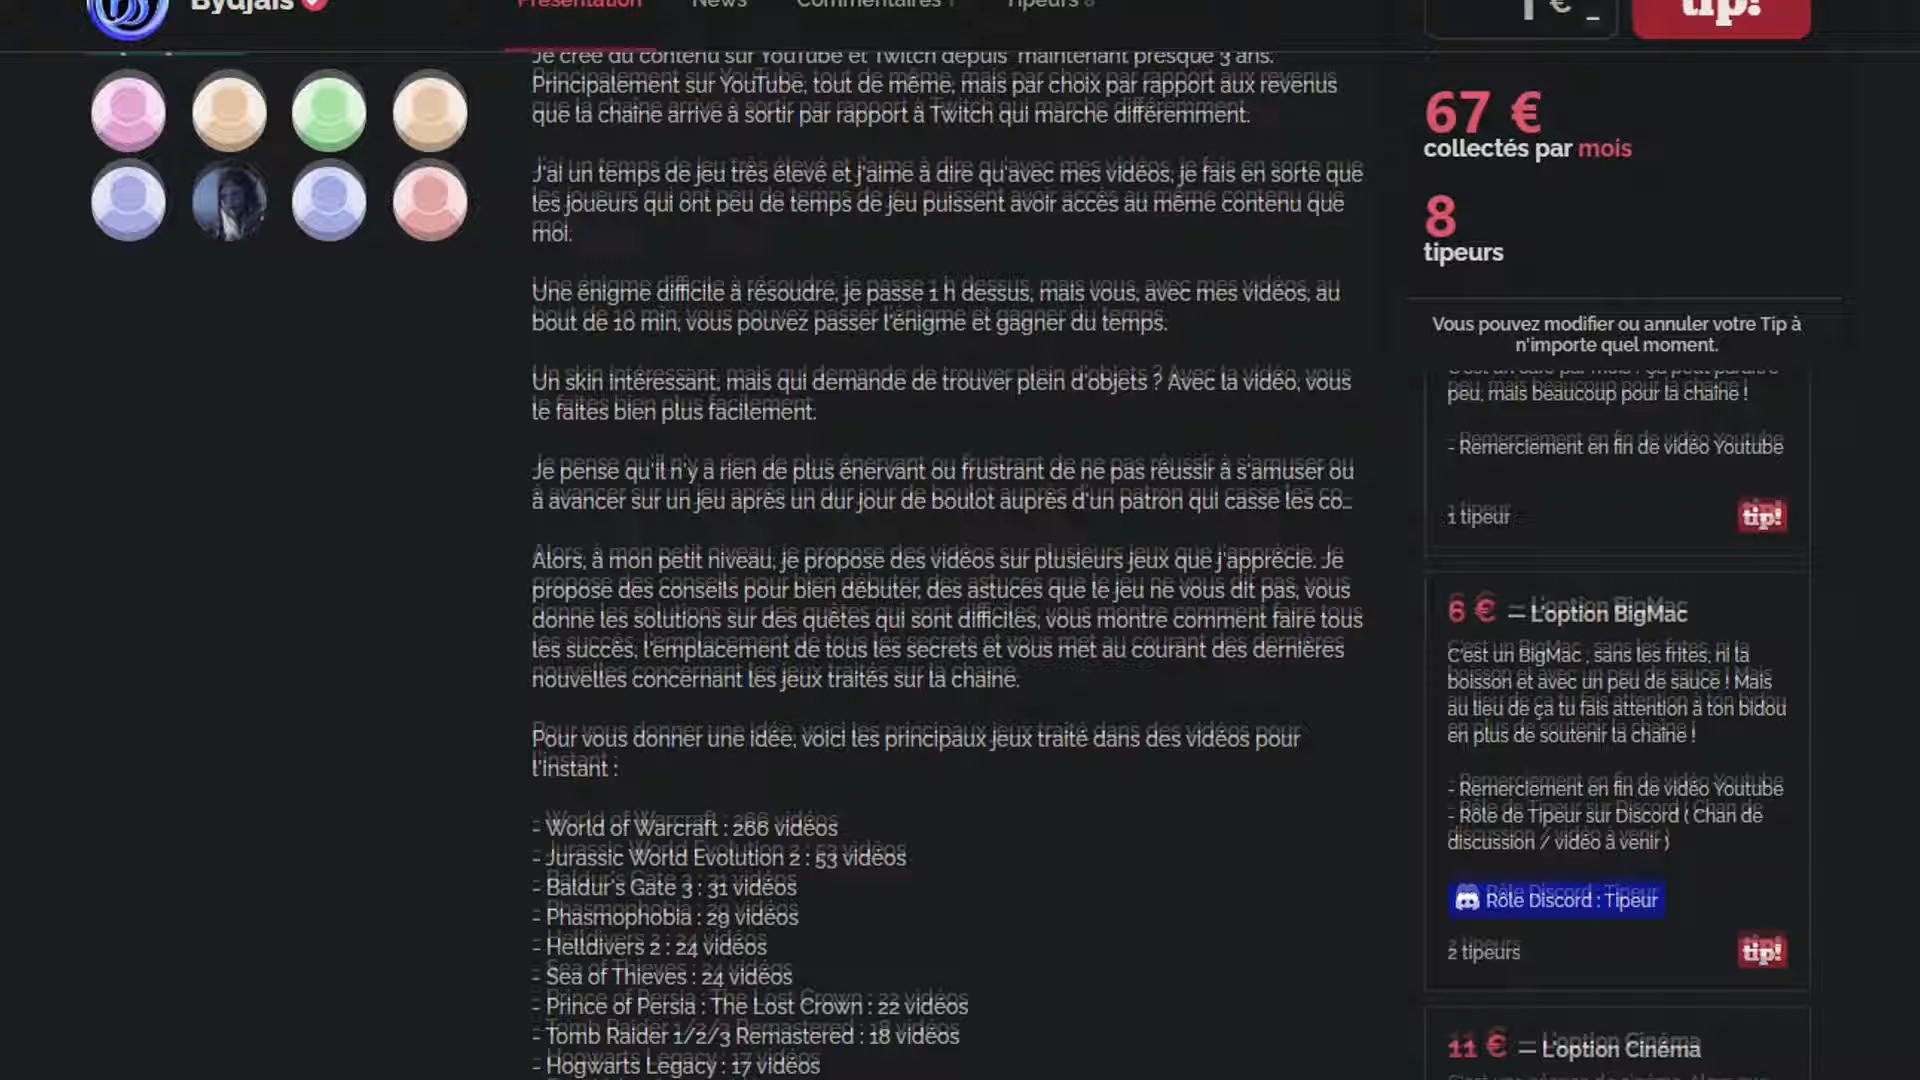 Bydjais
Présentation
News
Commentaires
Tipeurs 8
1 €
tip!
Je crée du contenu sur YouTube et Twitch depuis maintenant presque 3 ans.
Principalement sur YouTube, tout de même, mais par choix par rapport aux revenus
que la chaine arrive à sortir par rapport à Twitch qui marche différemment.
J'ai un temps de jeu très élevé et j'aime à dire qu'avec mes vidéos, je fais en sorte que
les joueurs qui ont peu de temps de jeu puissent avoir accès au même contenu que
moi.
Une énigme difficile à résoudre, je passe 1 h dessus, mais vous, avec mes vidéos, au
bout de 10 min, vous pouvez passer l'énigme et gagner du temps.
Un skin intéressant, mais qui demande de trouver plein d'objets ? Avec la vidéo, vous
le faites bien plus facilement.
Je pense qu'il n'y a rien de plus énervant ou frustrant de ne pas réussir à s'amuser ou
à avancer sur un jeu après un dur jour de boulot auprès d'un patron qui casse les co...
Alors, à mon petit niveau, je propose des vidéos sur plusieurs jeux que j'apprécie. Je
propose des conseils pour bien débuter, des astuces que le jeu ne vous dit pas, vous
donne les solutions sur des quêtes qui sont difficiles, vous montre comment faire tous
les succès, l'emplacement de tous les secrets et vous met au courant des dernières
nouvelles concernant les jeux traités sur la chaine.
Pour vous donner une idée, voici les principaux jeux traité dans des vidéos pour
l'instant :
- World of Warcraft : 266 vidéos
- Jurassic World Evolution 2 : 53 vidéos
- Baldur's Gate 3 : 31 vidéos
- Phasmophobia : 29 vidéos
- Helldivers 2 : 24 vidéos
- Sea of Thieves : 24 vidéos
- Prince of Persia : The Lost Crown : 22 vidéos
- Tomb Raider 1/2/3 Remastered : 18 vidéos
- Hogwarts Legacy : 17 vidéos
67 €
collectés par mois
8
tipeurs
Vous pouvez modifier ou annuler votre Tip à
n'importe quel moment.
peu, mais beaucoup pour la chaine !
- Remerciement en fin de vidéo Youtube
1 tipeur
tip!
6 € — L'option BigMac
C'est un BigMac , sans les frites, ni la
boisson et avec un peu de sauce ! Mais
au lieu de ça tu fais attention à ton bidou
en plus de soutenir la chaine !
- Remerciement en fin de vidéo Youtube
- Rôle de Tipeur sur Discord ( Chan de
discussion / vidéo à venir )
Rôle Discord : Tipeur
2 tipeurs
tip!
11 € — L'option Cinéma